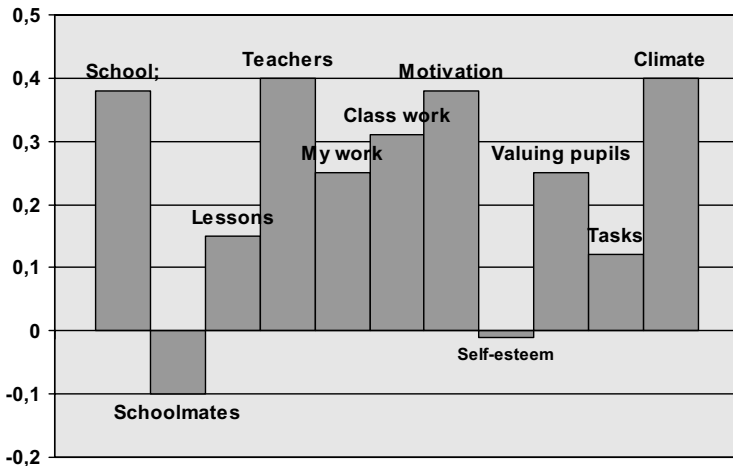 0,5
0,4
0,3
0,2
0,1
0
-0,1
-0,2
School;
Teachers
Motivation
Climate
Class work
My work
Valuing pupils
Lessons
Tasks
Self-esteem
Schoolmates